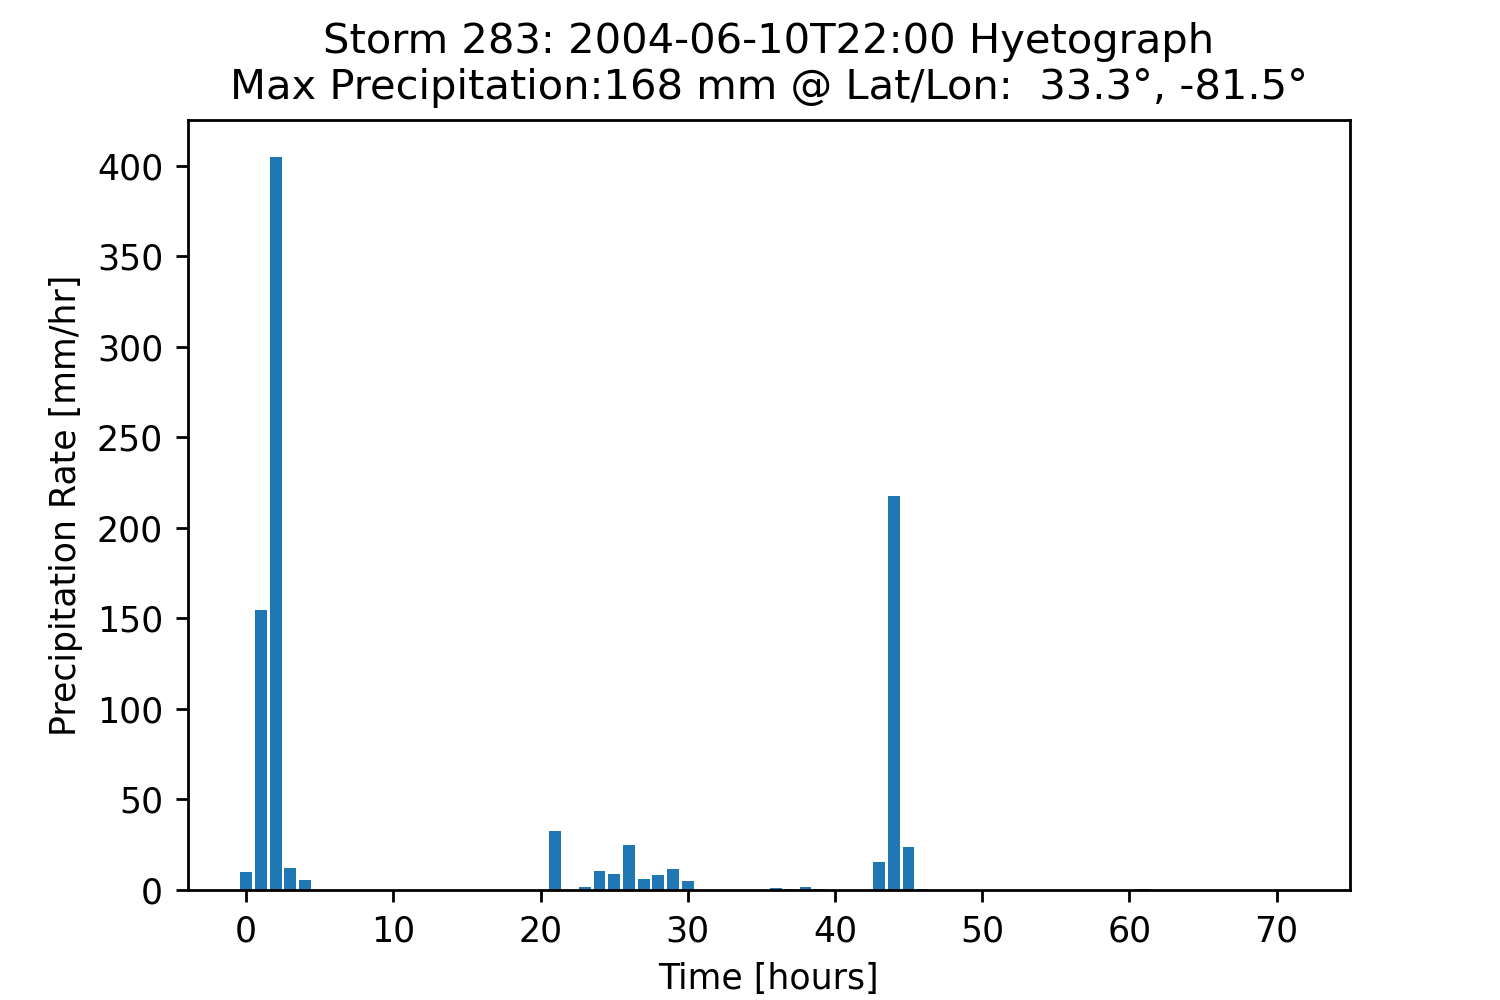 Storm 283: 2004-06-10T22:00 Hyetograph
Max Precipitation:168 mm @ Lat/Lon:  33.3°, -81.5°
Precipitation Rate [mm/hr]
400
350
300
250
200
150
100
50
0
0 10 20 30 40 50 60 70
Time [hours]